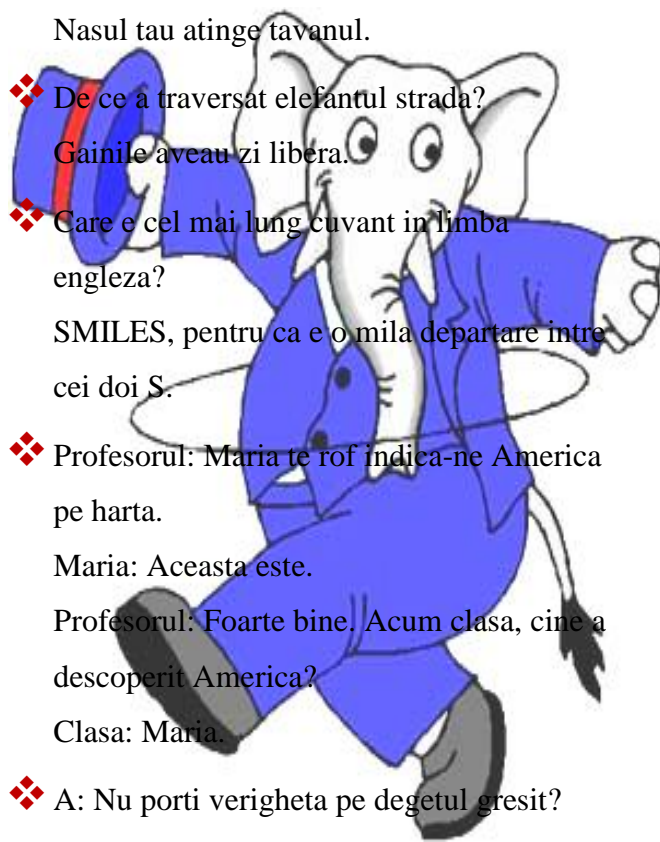 Nasul tau atinge tavanul.
De ce a traversat elefantul strada?
Gainile aveau zi libera.
Care e cel mai lung cuvant in limba
engleza?
SMILES, pentru ca e o mila departare intre
cei doi S.
Profesorul: Maria te rof indica-ne America
pe harta.
Maria: Aceasta este.
Profesorul: Foarte bine. Acum clasa, cine a
descoperit America?
Clasa: Maria.
A: Nu porti verigheta pe degetul gresit?